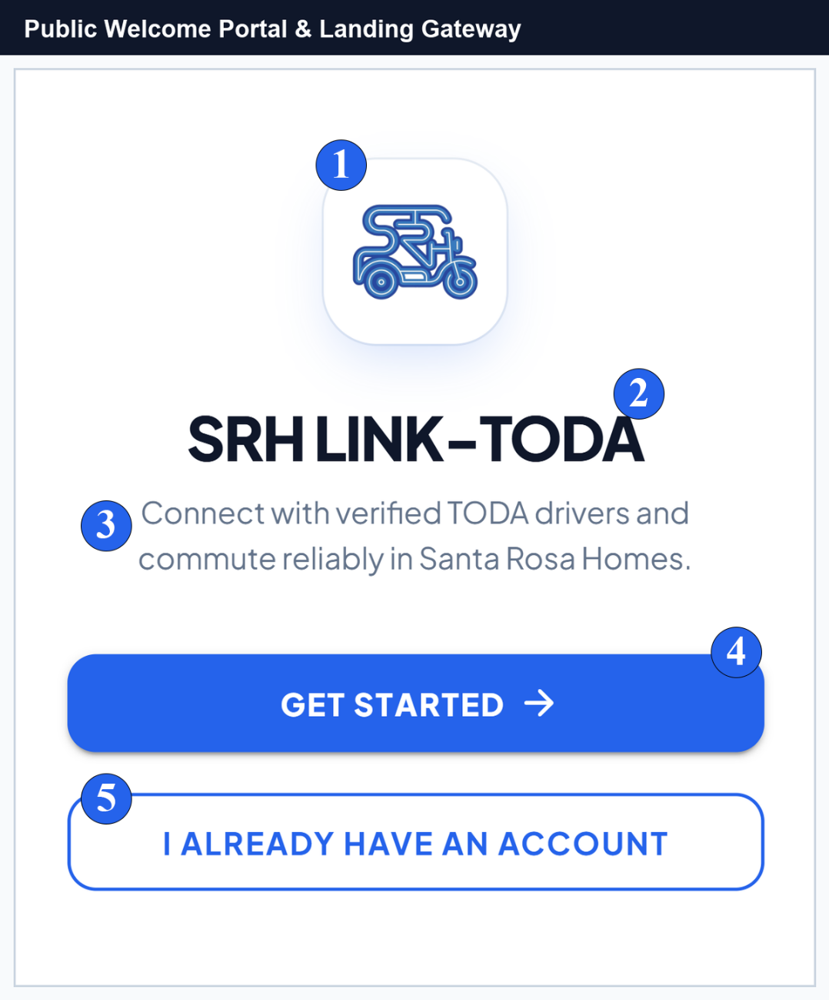 Public Welcome Portal & Landing Gateway
1
2
SRH LINK–TODA
3
Connect with verified TODA drivers and
commute reliably in Santa Rosa Homes.
4
GET STARTED →
5
I ALREADY HAVE AN ACCOUNT